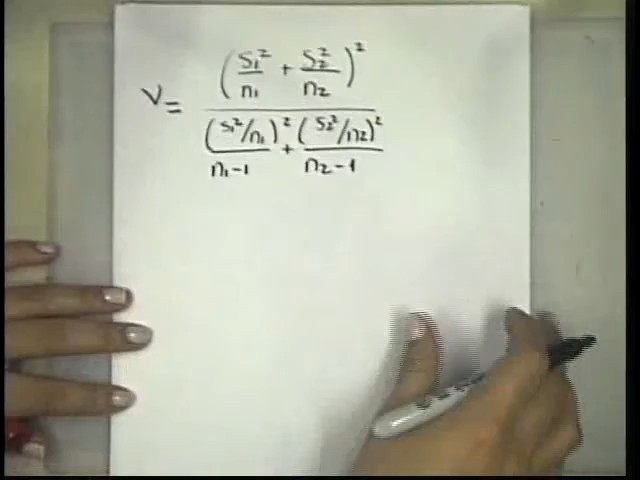 ν = (S₁²/n₁ + S₂²/n₂)²
(S₁²/n₁)²/(n₁-1) + (S₂²/n₂)²/(n₂-1)